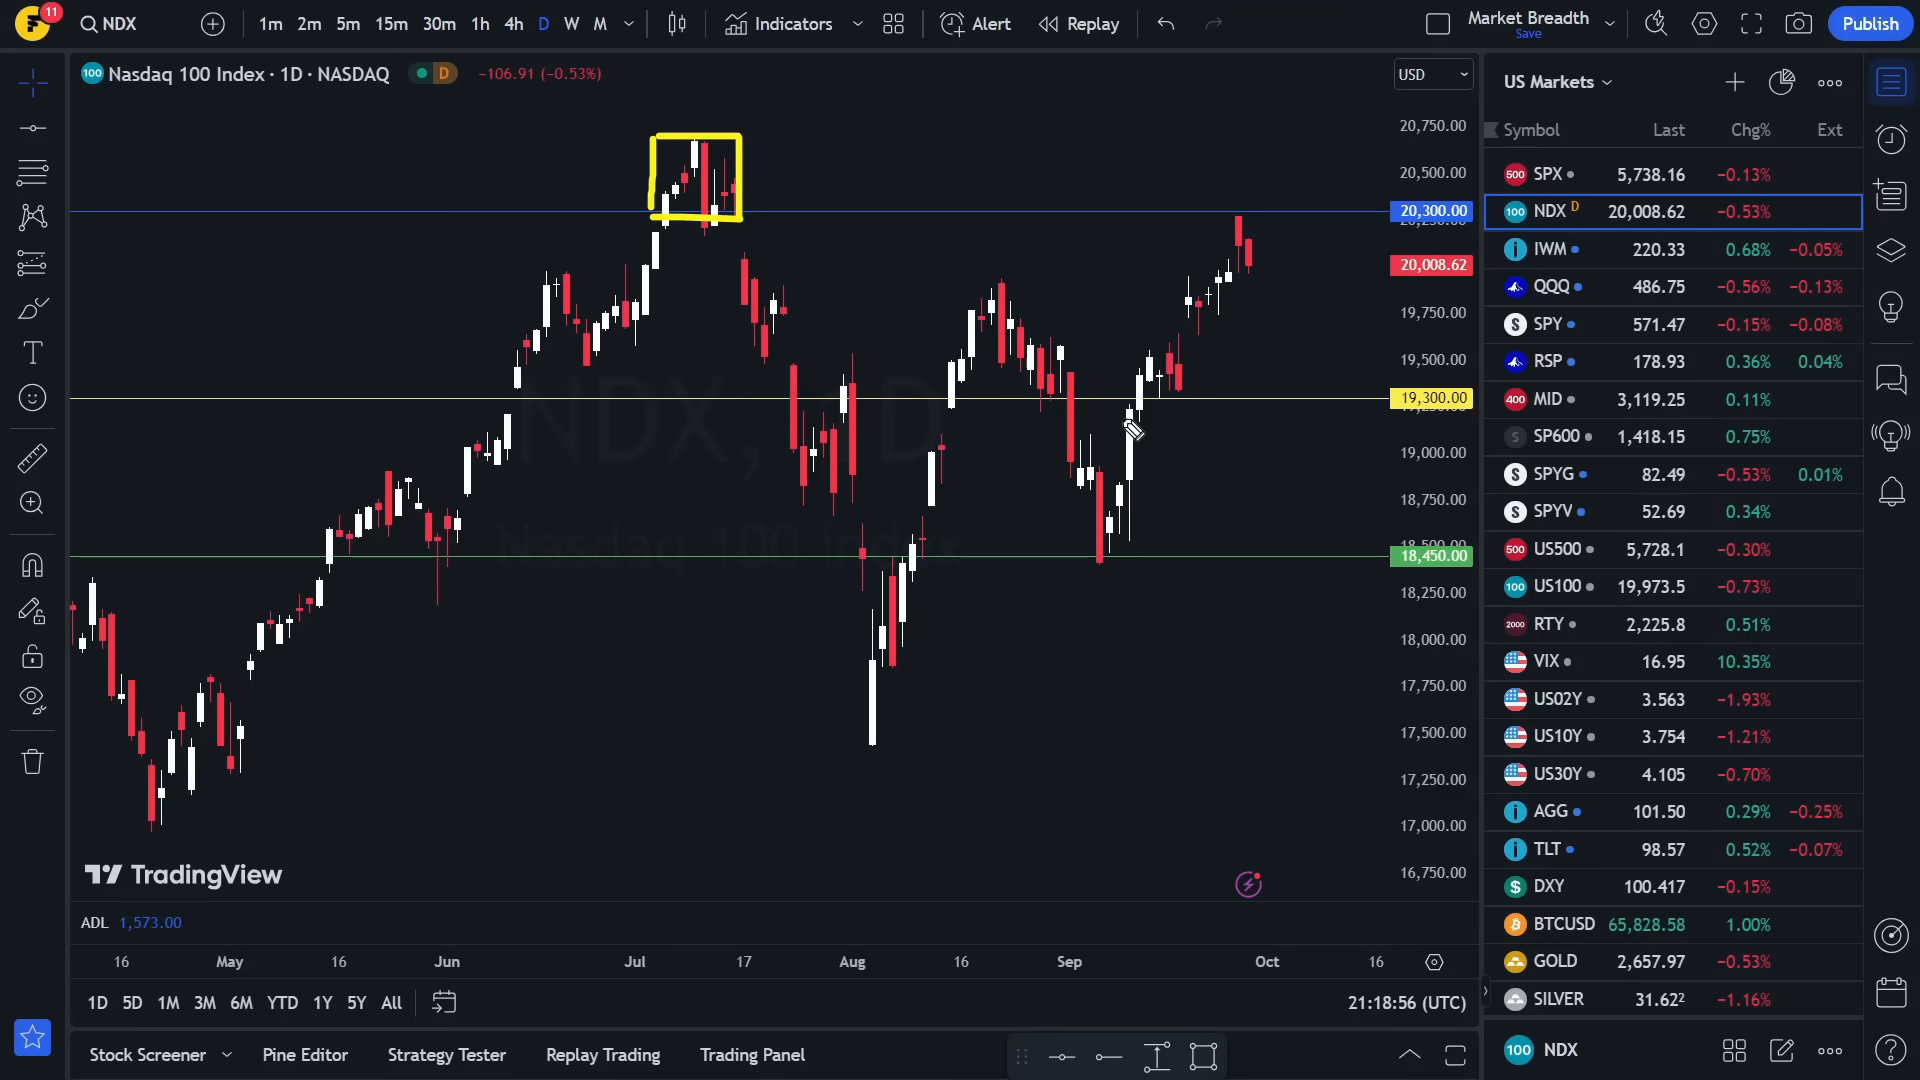 11
NDX
1m 2m 5m 15m 30m 1h 4h D W M
Indicators
Alert
Replay
Market Breadth
Save
Publish
100 Nasdaq 100 Index · 1D · NASDAQ D −106.91 (−0.53%)
USD
20,750.00
20,500.00
20,300.00
20,008.62
19,750.00
19,500.00
19,300.00
19,000.00
18,750.00
18,450.00
18,250.00
18,000.00
17,750.00
17,500.00
17,250.00
17,000.00
16,750.00
NDX, 1D
Nasdaq 100 Index
TradingView
ADL 1,573.00
16 May 16 Jun Jul 17 Aug 16 Sep Oct 16
1D 5D 1M 3M 6M YTD 1Y 5Y All
21:18:56 (UTC)
Stock Screener Pine Editor Strategy Tester Replay Trading Trading Panel
US Markets
Symbol Last Chg% Ext
500 SPX 5,738.16 −0.13%
100 NDX D 20,008.62 −0.53%
IWM 220.33 0.68% −0.05%
QQQ 486.75 −0.56% −0.13%
S SPY 571.47 −0.15% −0.08%
RSP 178.93 0.36% 0.04%
400 MID 3,119.25 0.11%
S SP600 1,418.15 0.75%
S SPYG 82.49 −0.53% 0.01%
S SPYV 52.69 0.34%
500 US500 5,728.1 −0.30%
100 US100 19,973.5 −0.73%
2000 RTY 2,225.8 0.51%
VIX 16.95 10.35%
US02Y 3.563 −1.93%
US10Y 3.754 −1.21%
US30Y 4.105 −0.70%
AGG 101.50 0.29% −0.25%
TLT 98.57 0.52% −0.07%
$ DXY 100.417 −0.15%
BTCUSD 65,828.58 1.00%
GOLD 2,657.97 −0.53%
SILVER 31.62² −1.16%
100 NDX